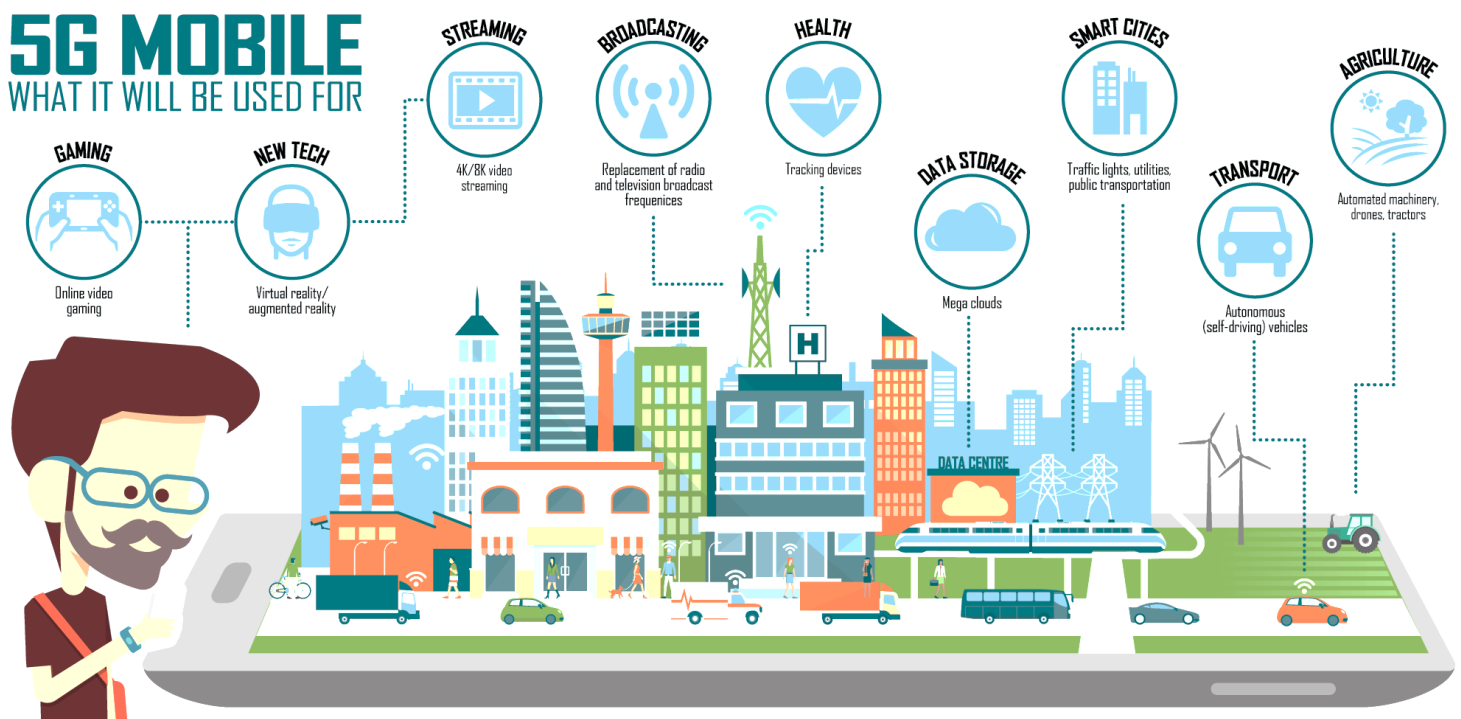 5G MOBILE
WHAT IT WILL BE USED FOR
GAMING
Online video
gaming
NEW TECH
Virtual reality/
augmented reality
STREAMING
4K/8K video
streaming
BROADCASTING
Replacement of radio
and television broadcast
frequenices
HEALTH
Tracking devices
DATA STORAGE
Mega clouds
SMART CITIES
Traffic lights, utilities,
public transportation
TRANSPORT
Autonomous
(self-driving) vehicles
AGRICULTURE
Automated machinery,
drones, tractors
H
DATA CENTRE